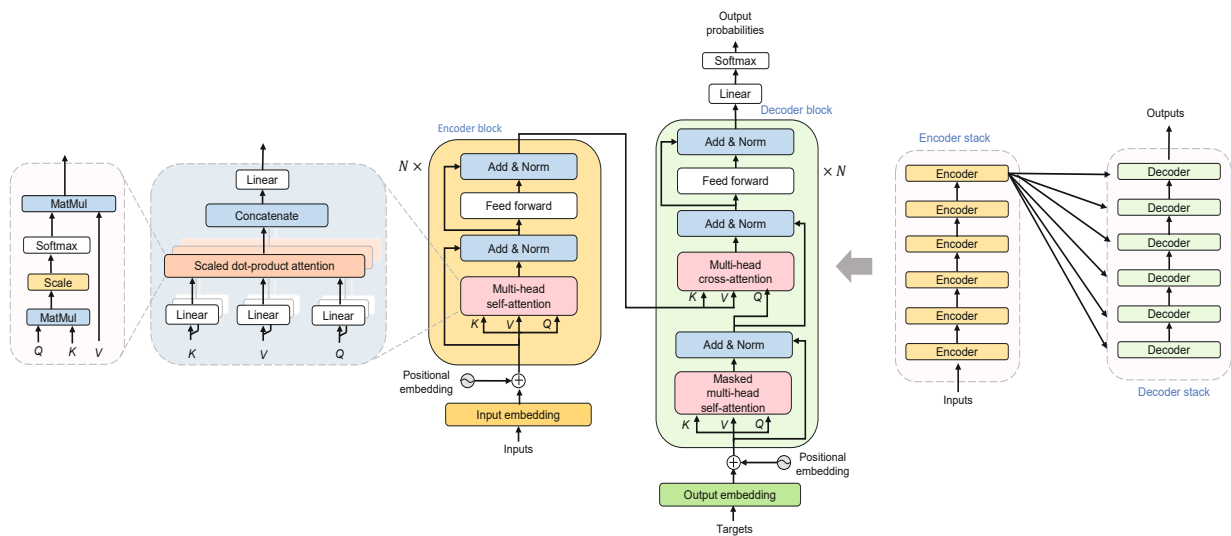 MatMul
Softmax
Scale
MatMul
Q K V
Linear
Concatenate
Scaled dot-product attention
Linear Linear Linear
K V Q
Encoder block
N ×
Add & Norm
Feed forward
Add & Norm
Multi-head
self-attention
K V Q
Positional
embedding
Input embedding
Inputs
Output
probabilities
Softmax
Linear
Decoder block
× N
Add & Norm
Feed forward
Add & Norm
Multi-head
cross-attention
K V Q
Add & Norm
Masked
multi-head
self-attention
K V Q
Positional
embedding
Output embedding
Targets
Encoder stack
Encoder
Encoder
Encoder
Encoder
Encoder
Encoder
Inputs
Outputs
Decoder
Decoder
Decoder
Decoder
Decoder
Decoder
Decoder stack